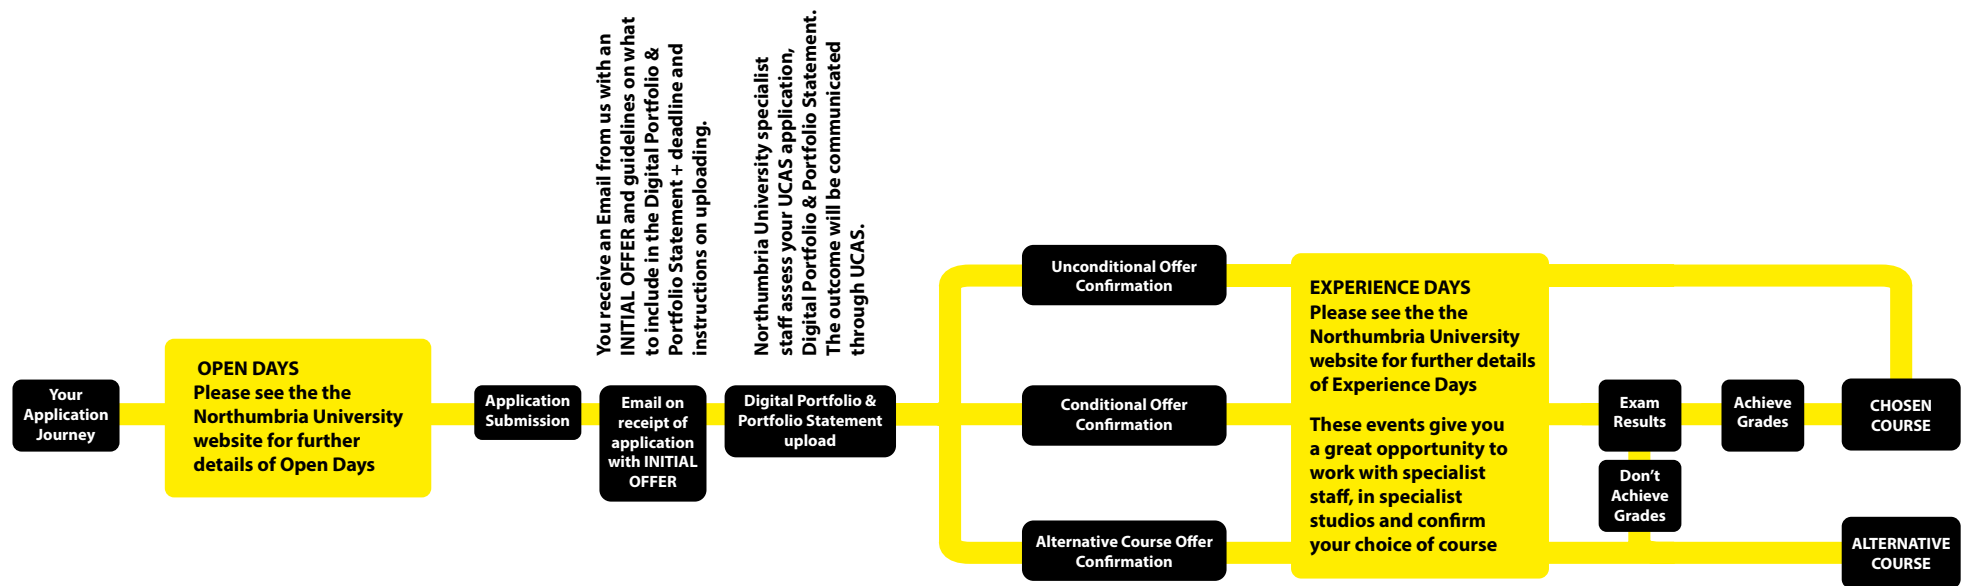 Your
Application
Journey
OPEN DAYS
Please see the the
Northumbria University
website for further
details of Open Days
Application
Submission
You receive an Email from us with an
INITIAL OFFER and guidelines on what
to include in the Digital Portfolio &
Portfolio Statement + deadline and
instructions on uploading.
Email on
receipt of
application
with INITIAL
OFFER
Northumbria University specialist
staff assess your UCAS application,
Digital Portfolio & Portfolio Statement.
The outcome will be communicated
through UCAS.
Digital Portfolio &
Portfolio Statement
upload
Unconditional Offer
Confirmation
Conditional Offer
Confirmation
Alternative Course Offer
Confirmation
EXPERIENCE DAYS
Please see the the
Northumbria University
website for further details
of Experience Days
These events give you
a great opportunity to
work with specialist
staff, in specialist
studios and confirm
your choice of course
Exam
Results
Achieve
Grades
CHOSEN
COURSE
Don't
Achieve
Grades
ALTERNATIVE
COURSE